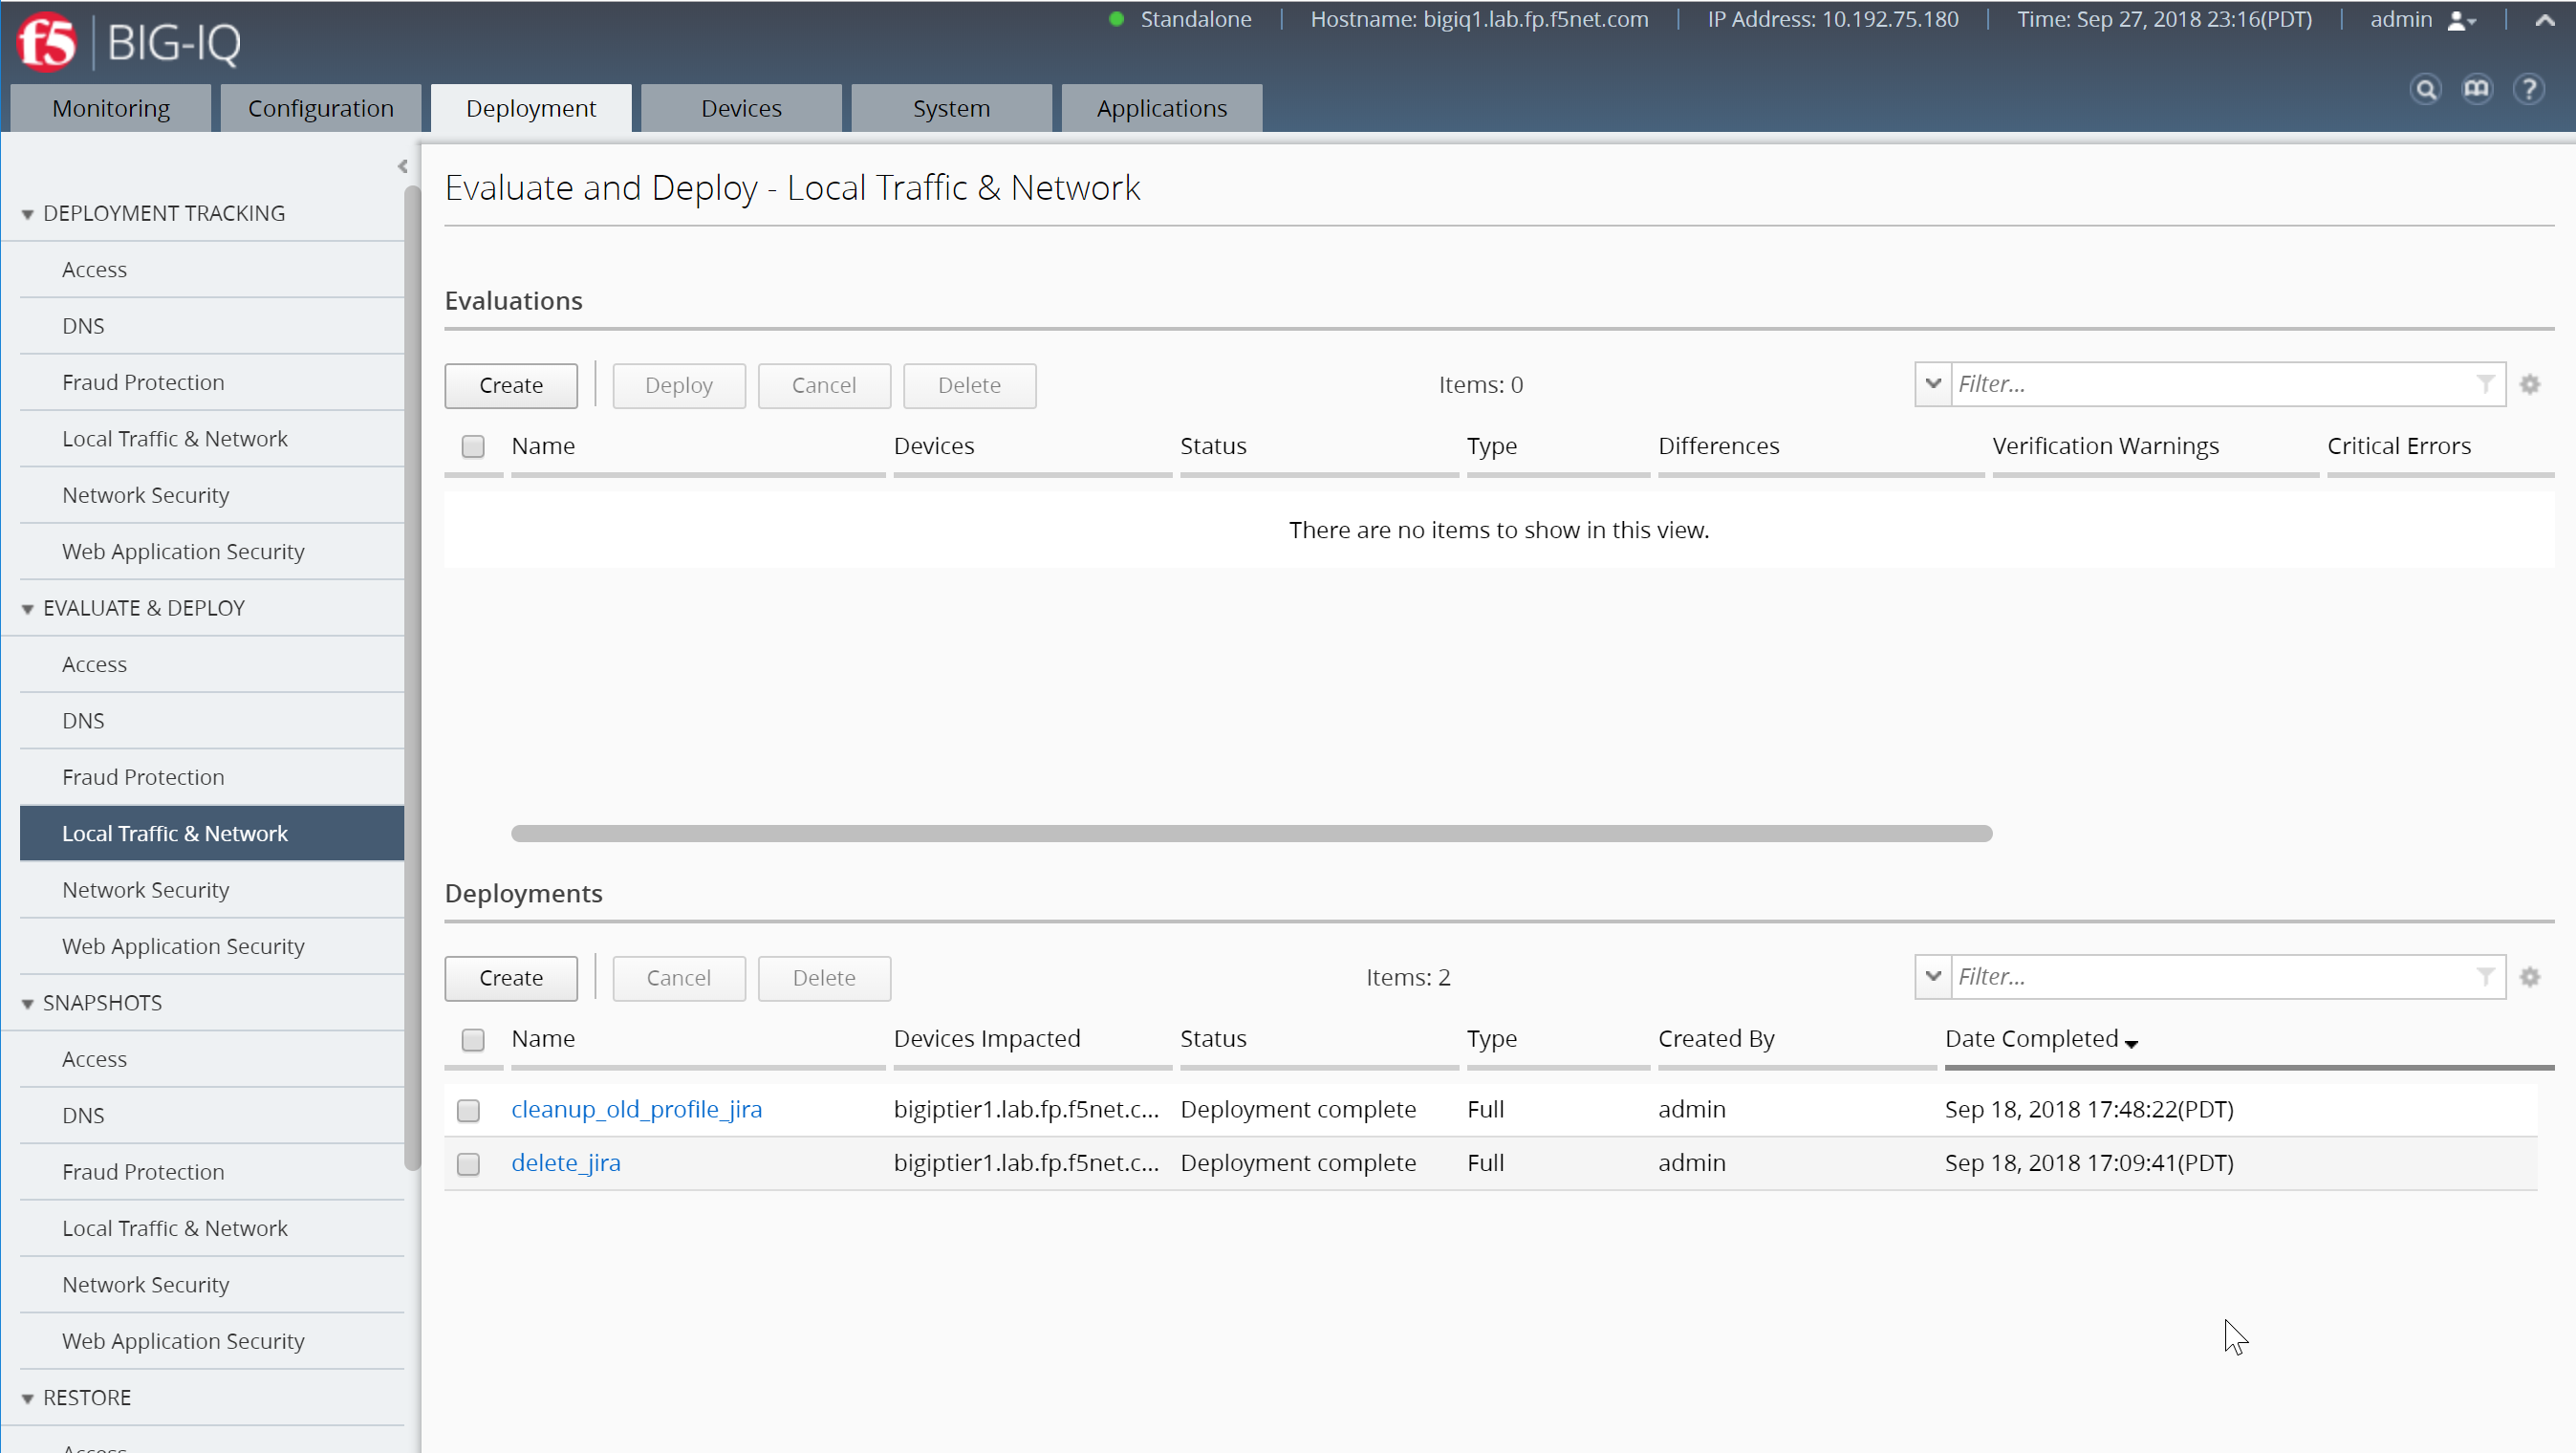 Standalone | Hostname: bigiq1.lab.fp.f5net.com | IP Address: 10.192.75.180 | Time: Sep 27, 2018 23:16(PDT) | admin
f5 BIG-IQ
Monitoring Configuration Deployment Devices System Applications
DEPLOYMENT TRACKING
Access
DNS
Fraud Protection
Local Traffic & Network
Network Security
Web Application Security
EVALUATE & DEPLOY
Access
DNS
Fraud Protection
Local Traffic & Network
Network Security
Web Application Security
SNAPSHOTS
Access
DNS
Fraud Protection
Local Traffic & Network
Network Security
Web Application Security
RESTORE
Access
Evaluate and Deploy - Local Traffic & Network
Evaluations
Create Deploy Cancel Delete Items: 0 Filter...
Name Devices Status Type Differences Verification Warnings Critical Errors
There are no items to show in this view.
Deployments
Create Cancel Delete Items: 2 Filter...
Name Devices Impacted Status Type Created By Date Completed
cleanup_old_profile_jira bigiptier1.lab.fp.f5net.c... Deployment complete Full admin Sep 18, 2018 17:48:22(PDT)
delete_jira bigiptier1.lab.fp.f5net.c... Deployment complete Full admin Sep 18, 2018 17:09:41(PDT)